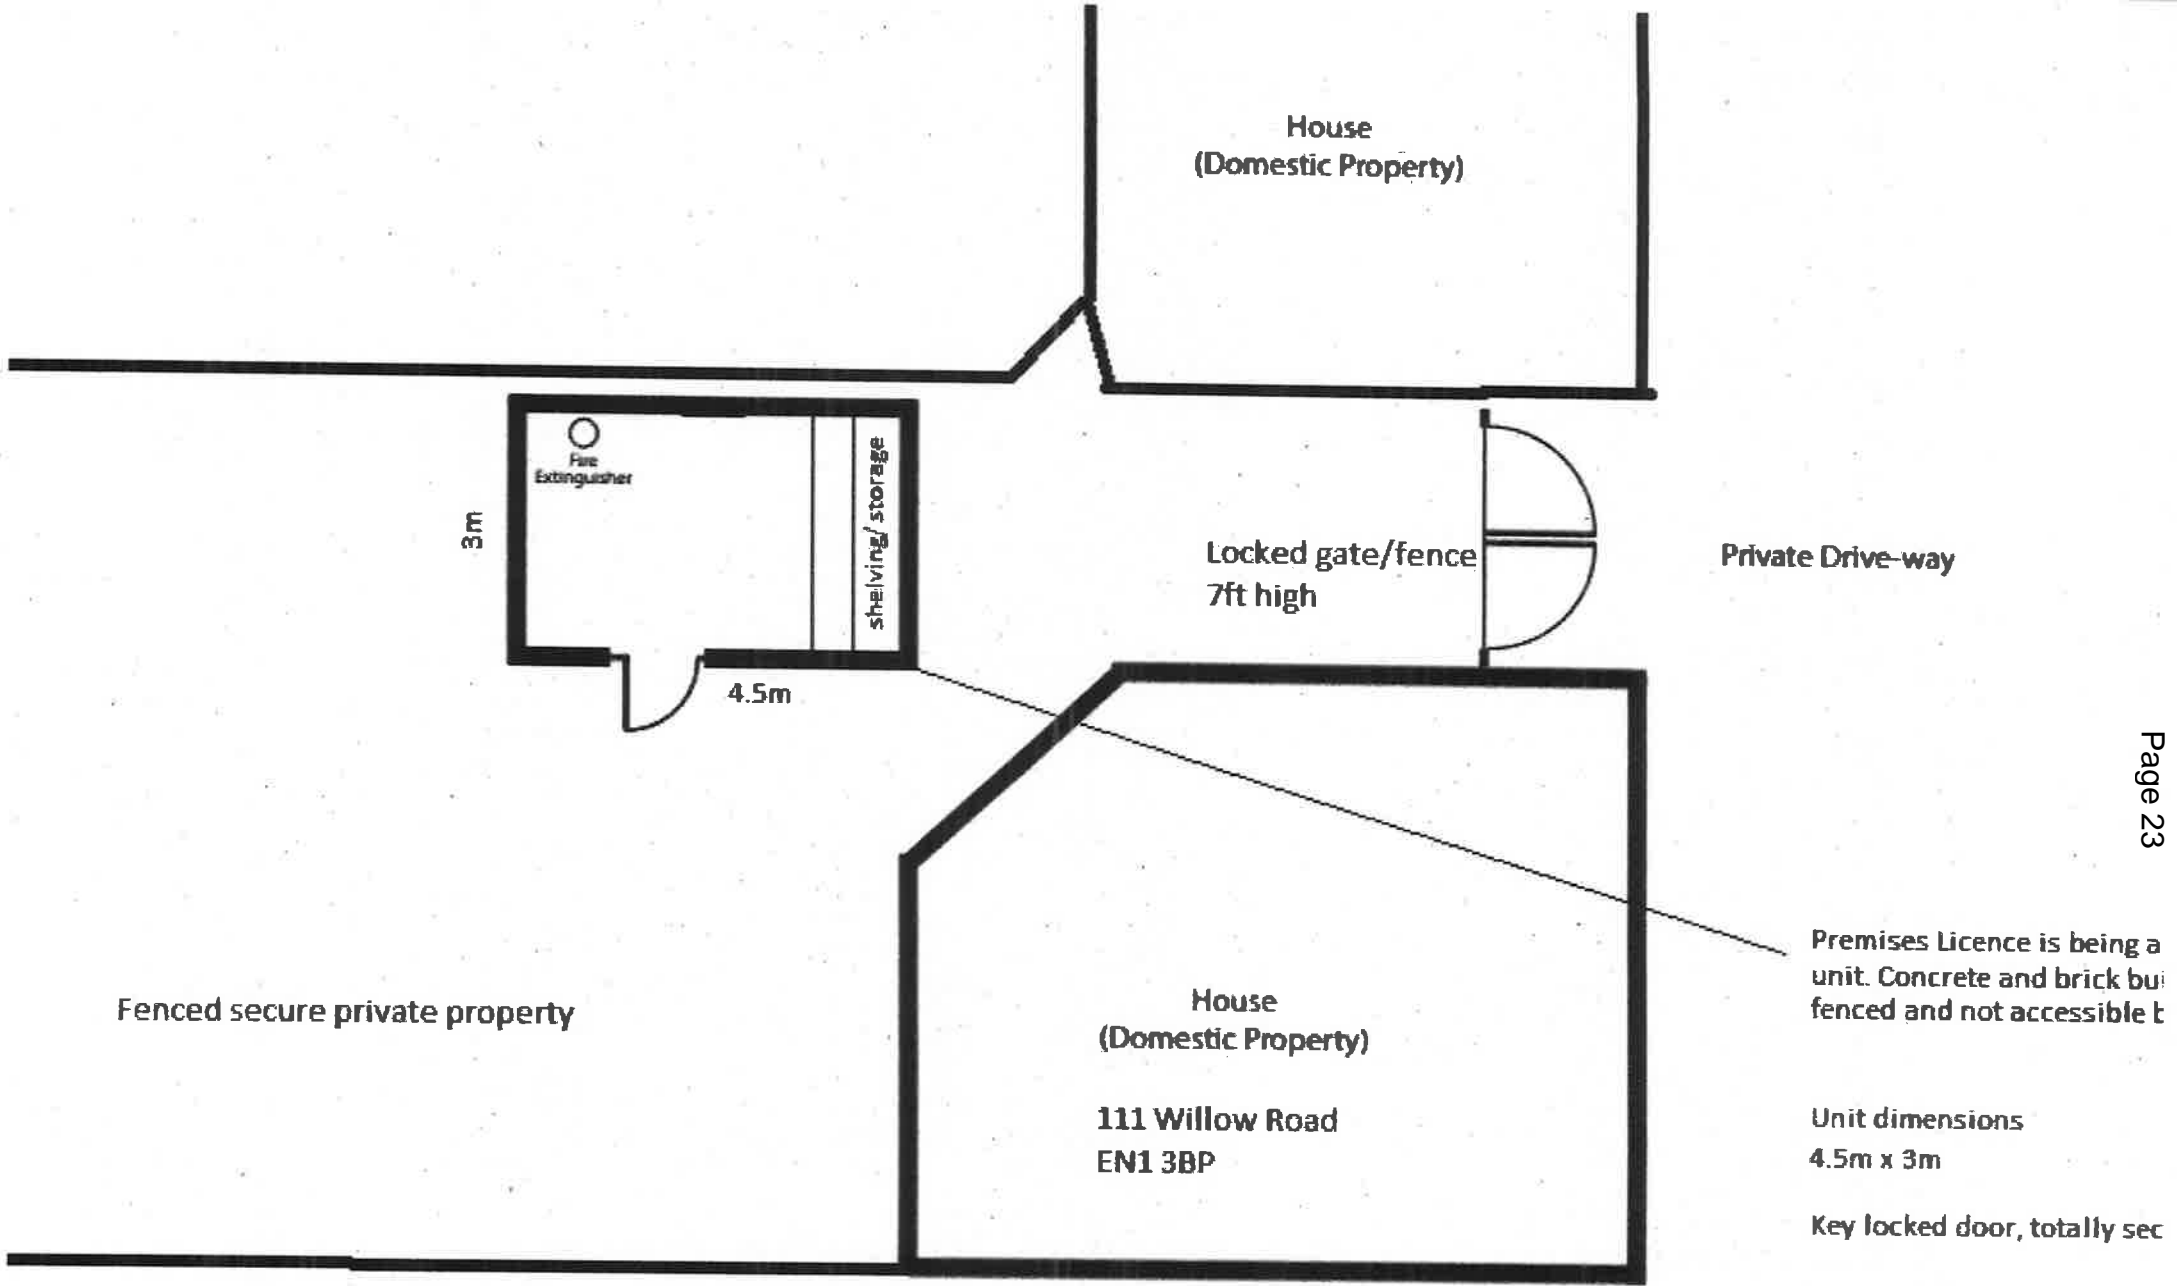 House
(Domestic Property)
Fire
Extinguisher
shelving/ storage
3m
4.5m
Locked gate/fence
7ft high
Private Drive-way
Page 23
Premises Licence is being a
unit. Concrete and brick bui
fenced and not accessible
Fenced secure private property
House
(Domestic Property)
111 Willow Road
EN1 3BP
Unit dimensions
4.5m x 3m
Key locked door, totally sec